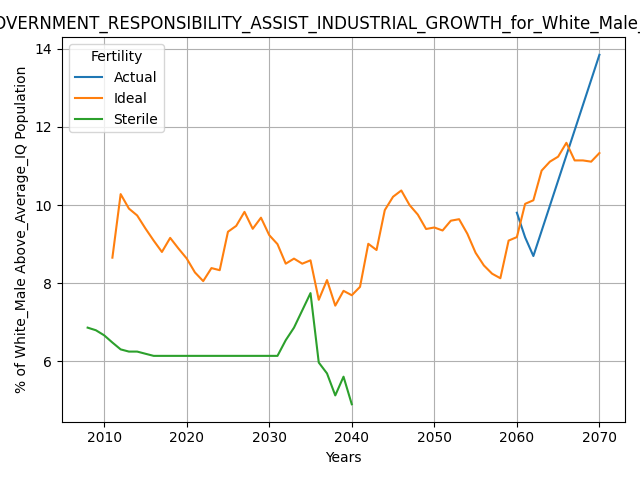 OVERNMENT_RESPONSIBILITY_ASSIST_INDUSTRIAL_GROWTH_for_White_Male_
14
12
10
8
6
% of White_Male Above_Average_IQ Population
Fertility
Actual
Ideal
Sterile
2010 2020 2030 2040 2050 2060 2070
Years